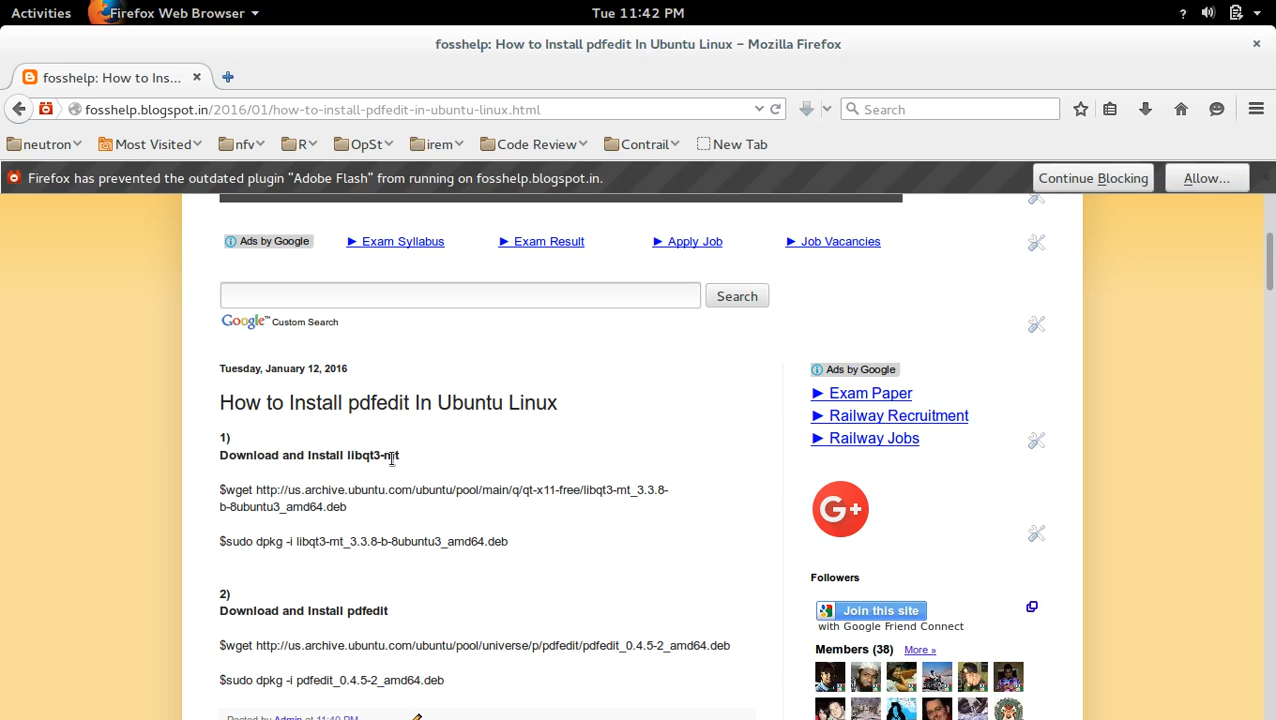 Activities Firefox Web Browser Tue 11:42 PM ?
fosshelp: How to Install pdfedit In Ubuntu Linux – Mozilla Firefox ×
fosshelp: How to Ins... ×
fosshelp.blogspot.in/2016/01/how-to-install-pdfedit-in-ubuntu-linux.html Search
neutron Most Visited nfv R OpSt irem Code Review Contrail New Tab
Firefox has prevented the outdated plugin "Adobe Flash" from running on fosshelp.blogspot.in. Continue Blocking Allow...
Ads by Google ► Exam Syllabus ► Exam Result ► Apply Job ► Job Vacancies
Search
Google™ Custom Search
Tuesday, January 12, 2016
How to Install pdfedit In Ubuntu Linux
1)
Download and Install libqt3-mt
$wget http://us.archive.ubuntu.com/ubuntu/pool/main/q/qt-x11-free/libqt3-mt_3.3.8-
b-8ubuntu3_amd64.deb
$sudo dpkg -i libqt3-mt_3.3.8-b-8ubuntu3_amd64.deb
2)
Download and Install pdfedit
$wget http://us.archive.ubuntu.com/ubuntu/pool/universe/p/pdfedit/pdfedit_0.4.5-2_amd64.deb
$sudo dpkg -i pdfedit_0.4.5-2_amd64.deb
Posted by Admin at 11:40 PM
Ads by Google
► Exam Paper
► Railway Recruitment
► Railway Jobs
G+
Followers
Join this site
with Google Friend Connect
Members (38) More »